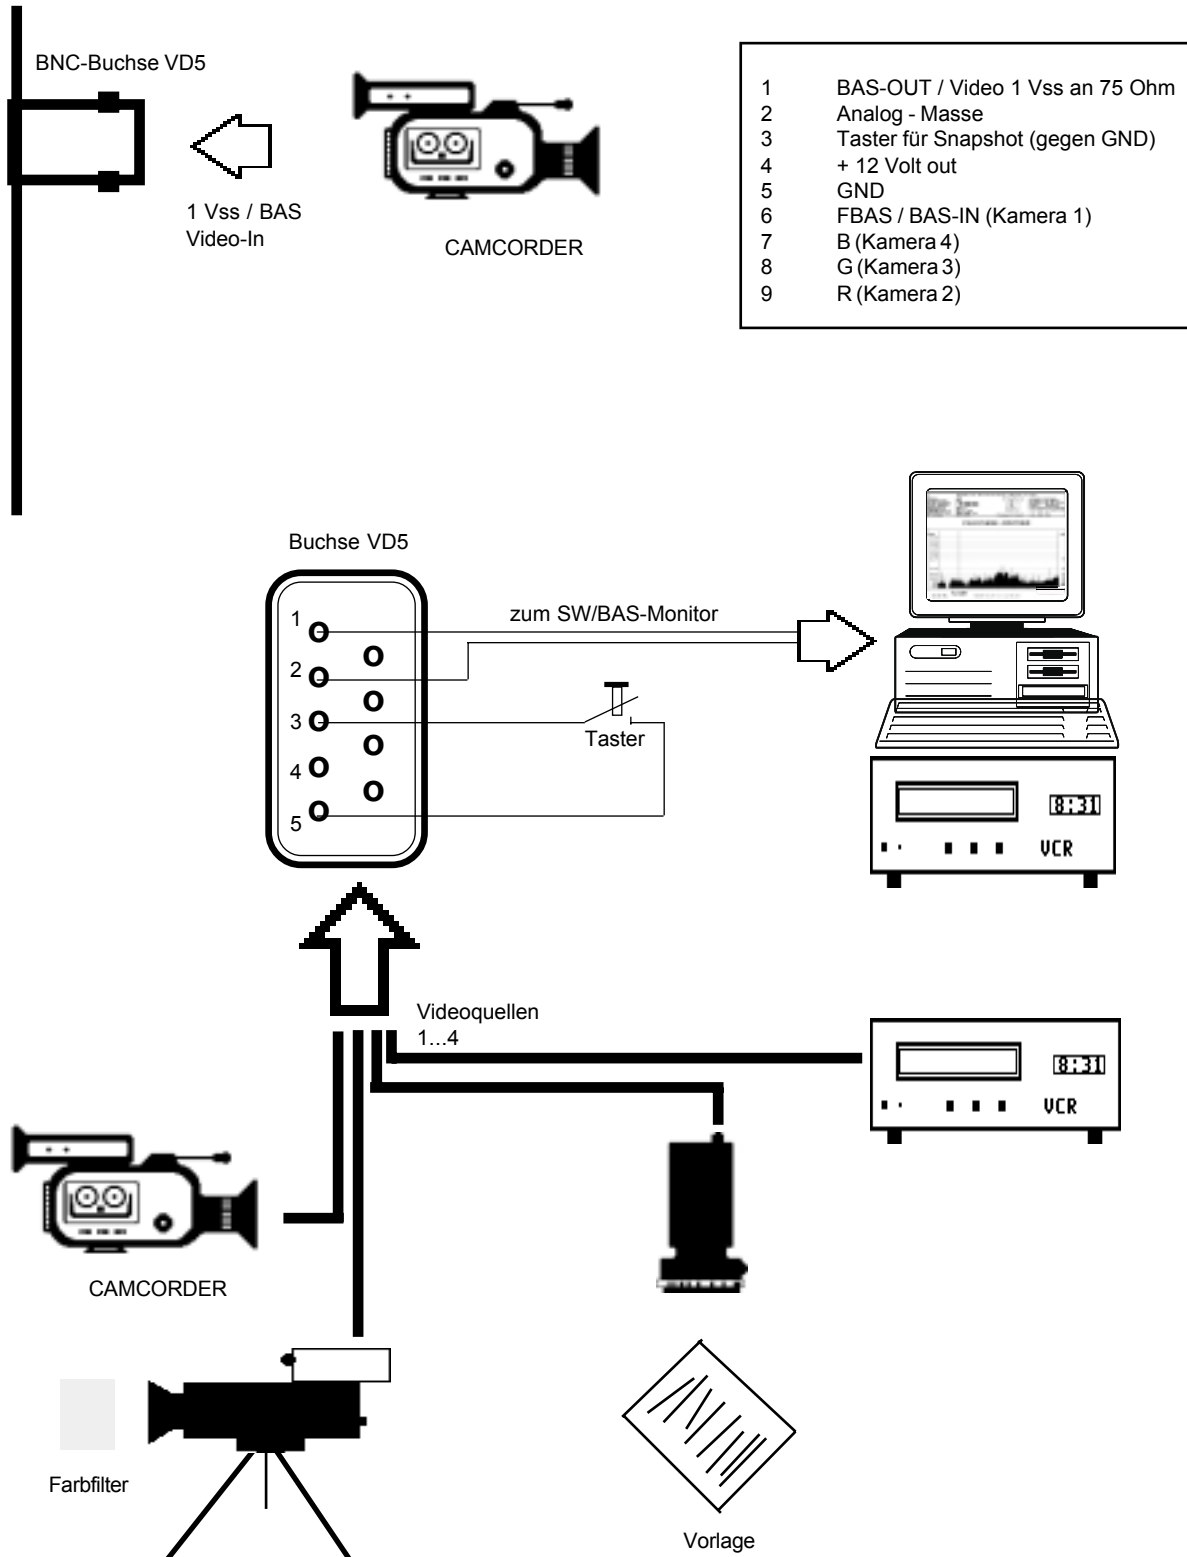 BNC-Buchse VD5
1 Vss / BAS
Video-In
CAMCORDER
1 BAS-OUT / Video 1 Vss an 75 Ohm
2 Analog - Masse
3 Taster für Snapshot (gegen GND)
4 + 12 Volt out
5 GND
6 FBAS / BAS-IN (Kamera 1)
7 B (Kamera 4)
8 G (Kamera 3)
9 R (Kamera 2)
Buchse VD5
1
2
3
4
5
zum SW/BAS-Monitor
Taster
8:31
VCR
Videoquellen
1...4
8:31
VCR
CAMCORDER
Farbfilter
Vorlage